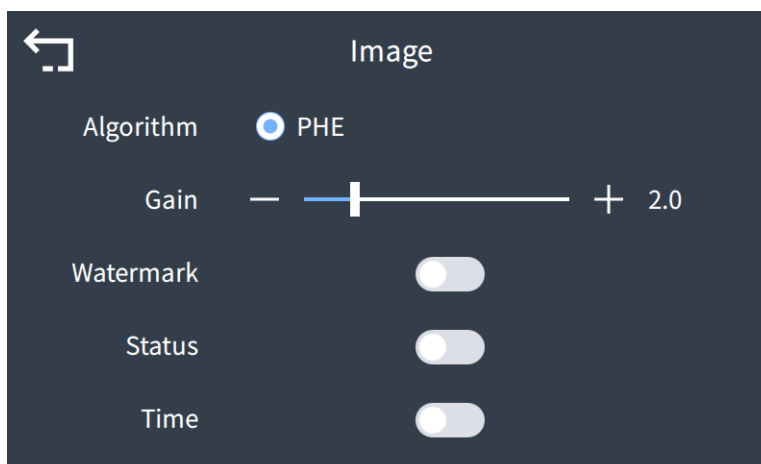 Image
Algorithm PHE
Gain 2.0
Watermark
Status
Time